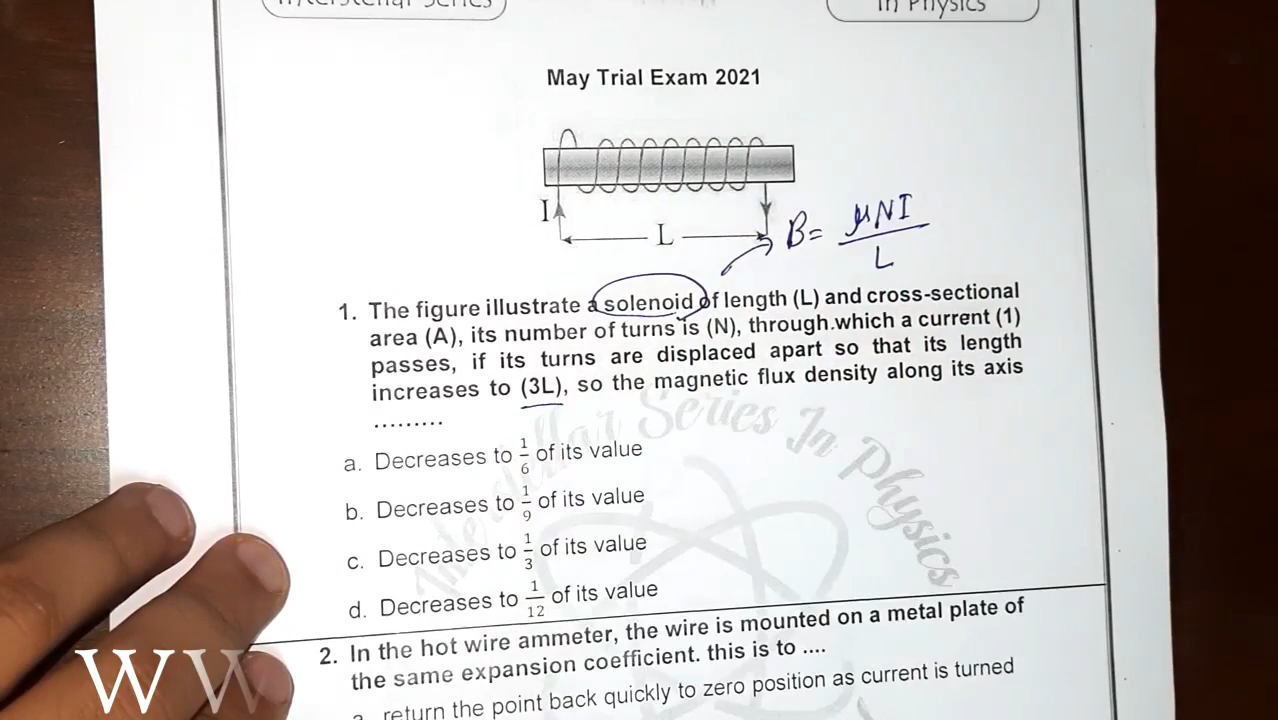 Interstellar Series
In Physics
May Trial Exam 2021
I
L
B= μNI
L
1. The figure illustrate a solenoid of length (L) and cross-sectional
area (A), its number of turns is (N), through.which a current (1)
passes, if its turns are displaced apart so that its length
increases to (3L), so the magnetic flux density along its axis
.........
a. Decreases to 1/6 of its value
b. Decreases to 1/9 of its value
c. Decreases to 1/3 of its value
d. Decreases to 1/12 of its value
Series In Physics
2. In the hot wire ammeter, the wire is mounted on a metal plate of
the same expansion coefficient. this is to ....
a. return the point back quickly to zero position as current is turned
WW